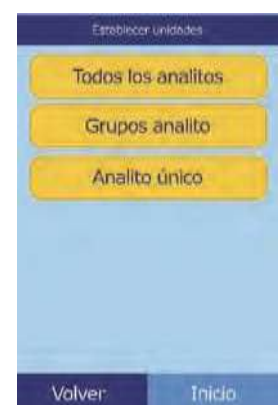 Establecer unidades
Todos los analitos
Grupos analito
Analito único
Volver Inicio